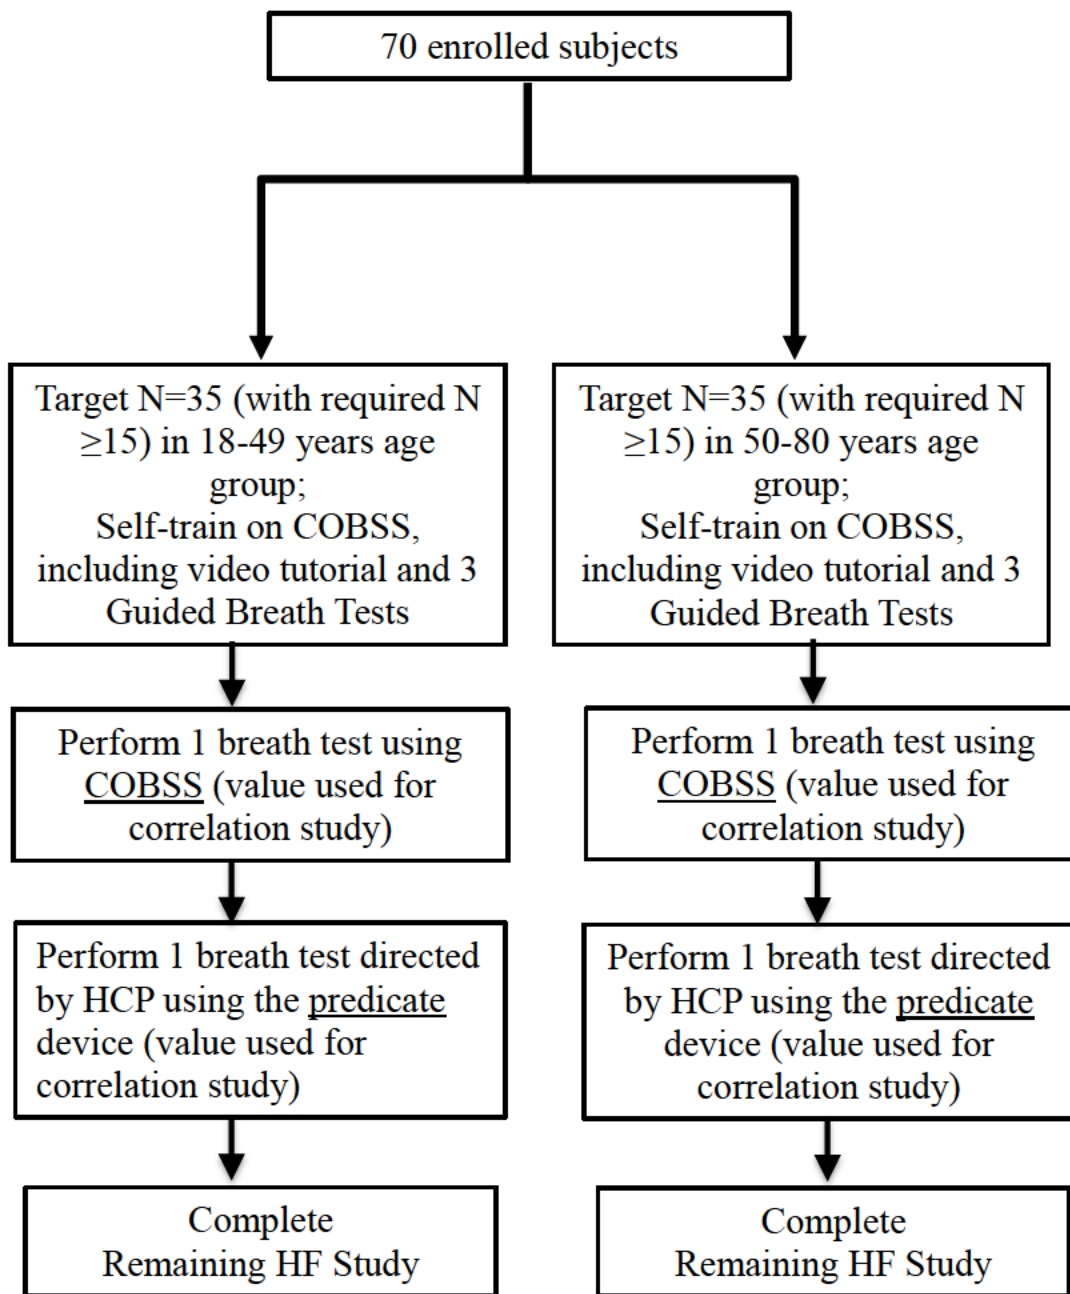 70 enrolled subjects
Target N=35 (with required N
≥15) in 18-49 years age
group;
Self-train on COBSS,
including video tutorial and 3
Guided Breath Tests
Target N=35 (with required N
≥15) in 50-80 years age
group;
Self-train on COBSS,
including video tutorial and 3
Guided Breath Tests
Perform 1 breath test using
COBSS (value used for
correlation study)
Perform 1 breath test using
COBSS (value used for
correlation study)
Perform 1 breath test directed
by HCP using the predicate
device (value used for
correlation study)
Perform 1 breath test directed
by HCP using the predicate
device (value used for
correlation study)
Complete
Remaining HF Study
Complete
Remaining HF Study